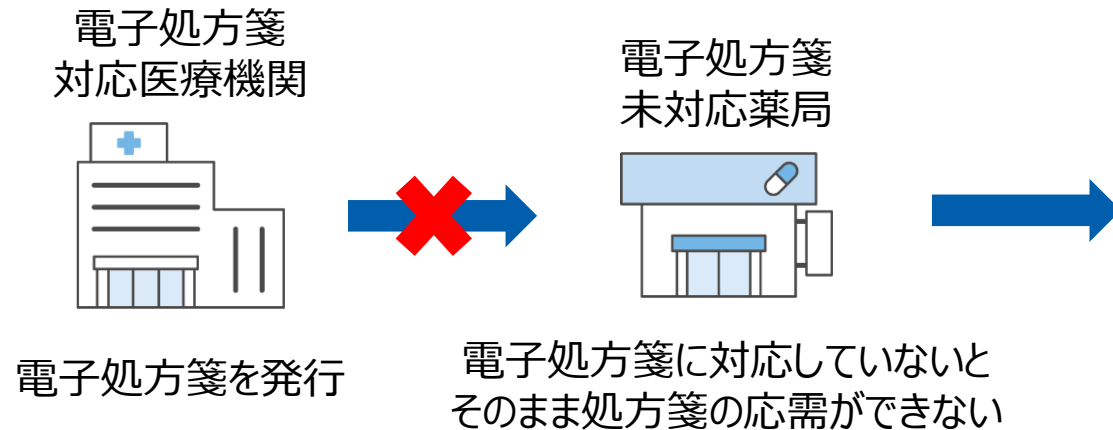 電子処方箋
対応医療機関
電子処方箋
未対応薬局
電子処方箋を発行
電子処方箋に対応していないと
そのまま処方箋の応需ができない